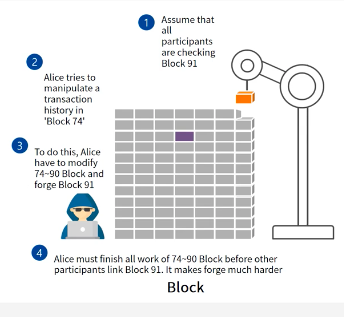 1
Assume that
all
participants
are checking
Block 91
2
Alice tries to
manipulate a
transaction
history in
'Block 74'
3
To do this, Alice
have to modify
74~90 Block and
forge Block 91
4
Alice must finish all work of 74~90 Block before other
participants link Block 91. It makes forge much harder
Block